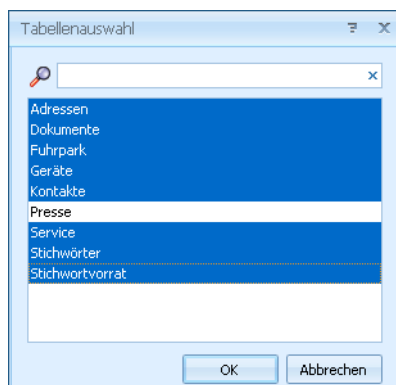 Tabellenauswahl
Adressen
Dokumente
Fuhrpark
Geräte
Kontakte
Presse
Service
Stichwörter
Stichwortvorrat
OK Abbrechen